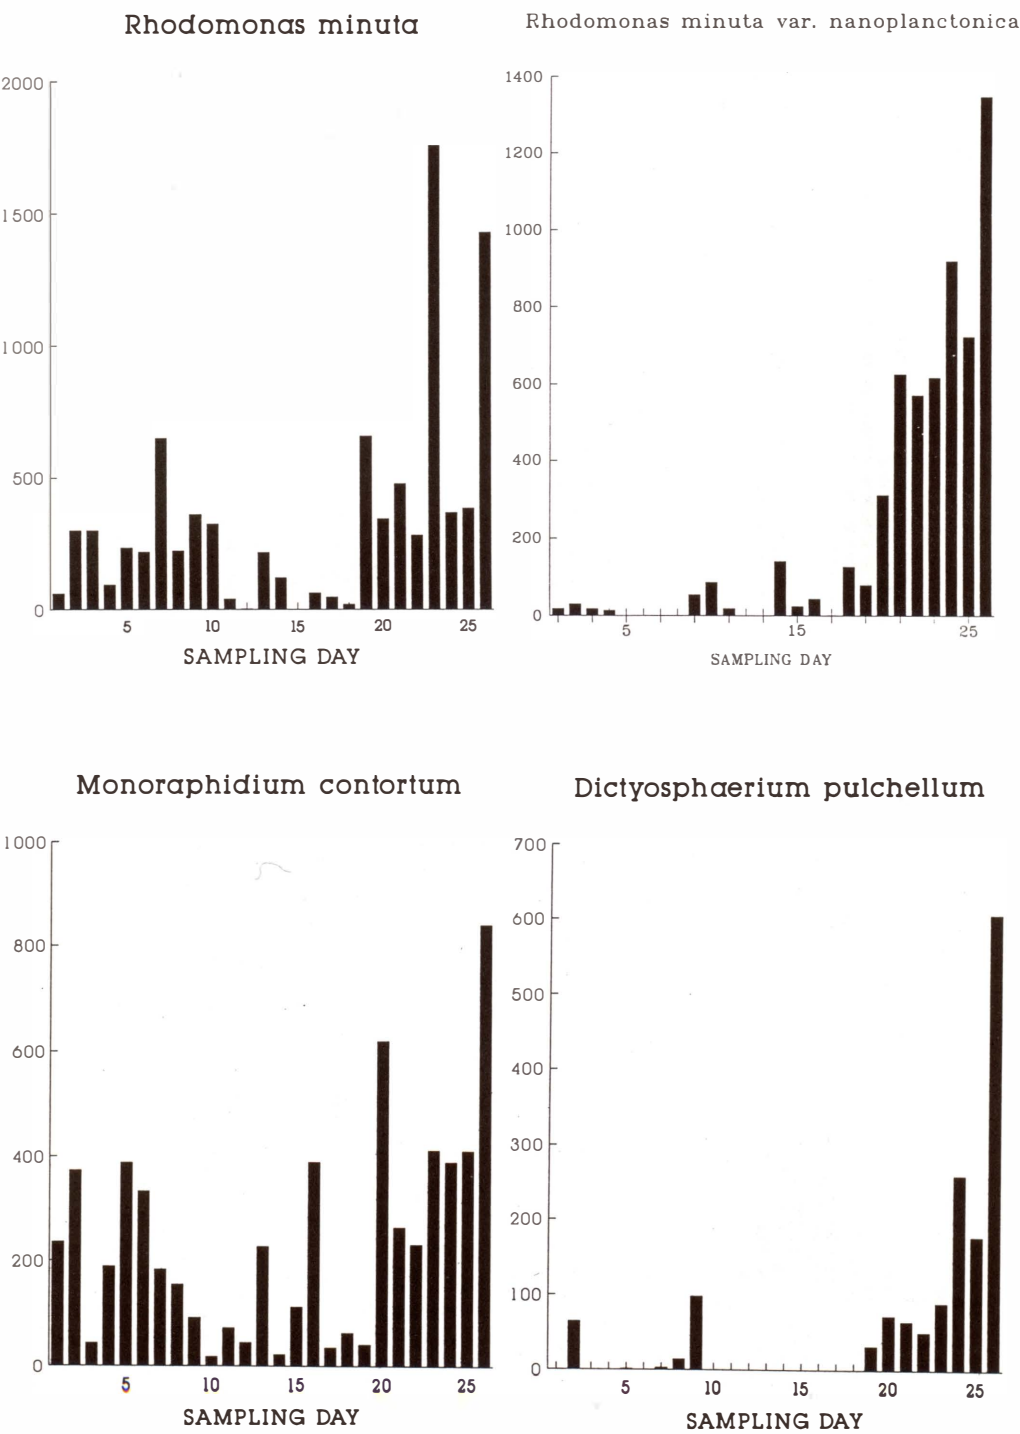 Rhodomonas minuta
2000
1500
1000
500
0
5 10 15 20 25
SAMPLING DAY
Rhodomonas minuta var. nanoplanctonica
1400
1200
1000
800
600
400
200
0
5 15 25
SAMPLING DAY
Monoraphidium contortum
1000
800
600
400
200
0
5 10 15 20 25
SAMPLING DAY
Dictyosphaerium pulchellum
700
600
500
400
300
200
100
0
5 10 15 20 25
SAMPLING DAY